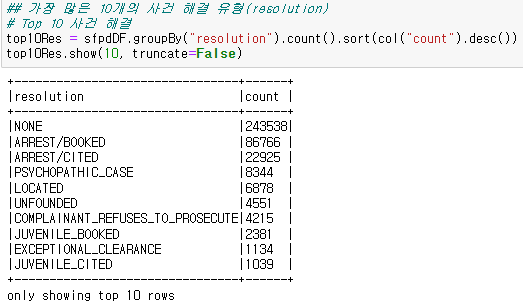 ## 가장 많은 10개의 사건 해결 유형(resolution)
# Top 10 사건 해결
top10Res = sfpdDF.groupBy("resolution").count().sort(col("count").desc())
top10Res.show(10, truncate=False)
+--------------------------------+------+
|resolution                      |count |
+--------------------------------+------+
|NONE                            |243538|
|ARREST/BOOKED                   |86766 |
|ARREST/CITED                    |22925 |
|PSYCHOPATHIC_CASE               |8344  |
|LOCATED                         |6878  |
|UNFOUNDED                       |4551  |
|COMPLAINANT_REFUSES_TO_PROSECUTE|4215  |
|JUVENILE_BOOKED                 |2381  |
|EXCEPTIONAL_CLEARANCE           |1134  |
|JUVENILE_CITED                  |1039  |
+--------------------------------+------+
only showing top 10 rows